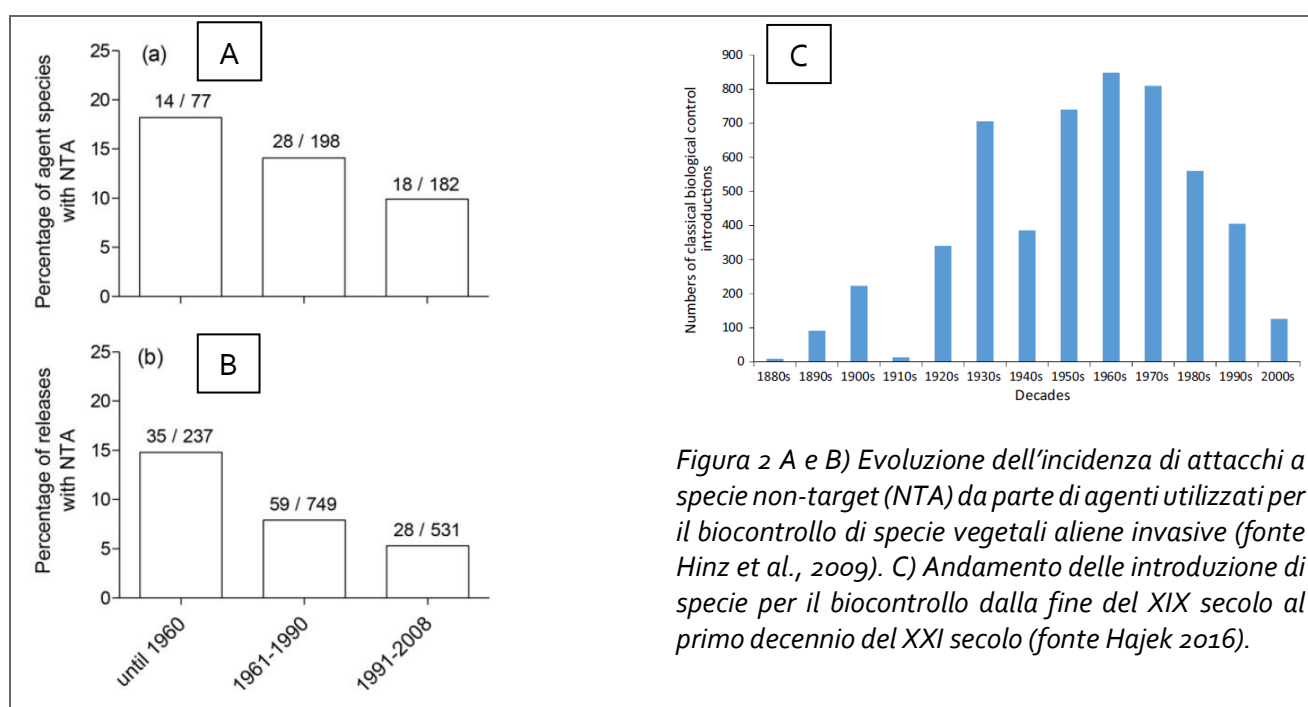 (a)
A
Percentage of agent species
with NTA
25
20
15
10
5
0
14 / 77
28 / 198
18 / 182
(b)
B
Percentage of releases
with NTA
25
20
15
10
5
0
35 / 237
59 / 749
28 / 531
until 1960
1961-1990
1991-2008
C
Numbers of classical biological control
introductions
900
800
700
600
500
400
300
200
100
0
1880s 1890s 1900s 1910s 1920s 1930s 1940s 1950s 1960s 1970s 1980s 1990s 2000s
Decades
Figura 2 A e B) Evoluzione dell'incidenza di attacchi a
specie non-target (NTA) da parte di agenti utilizzati per
il biocontrollo di specie vegetali aliene invasive (fonte
Hinz et al., 2009). C) Andamento delle introduzione di
specie per il biocontrollo dalla fine del XIX secolo al
primo decennio del XXI secolo (fonte Hajek 2016).